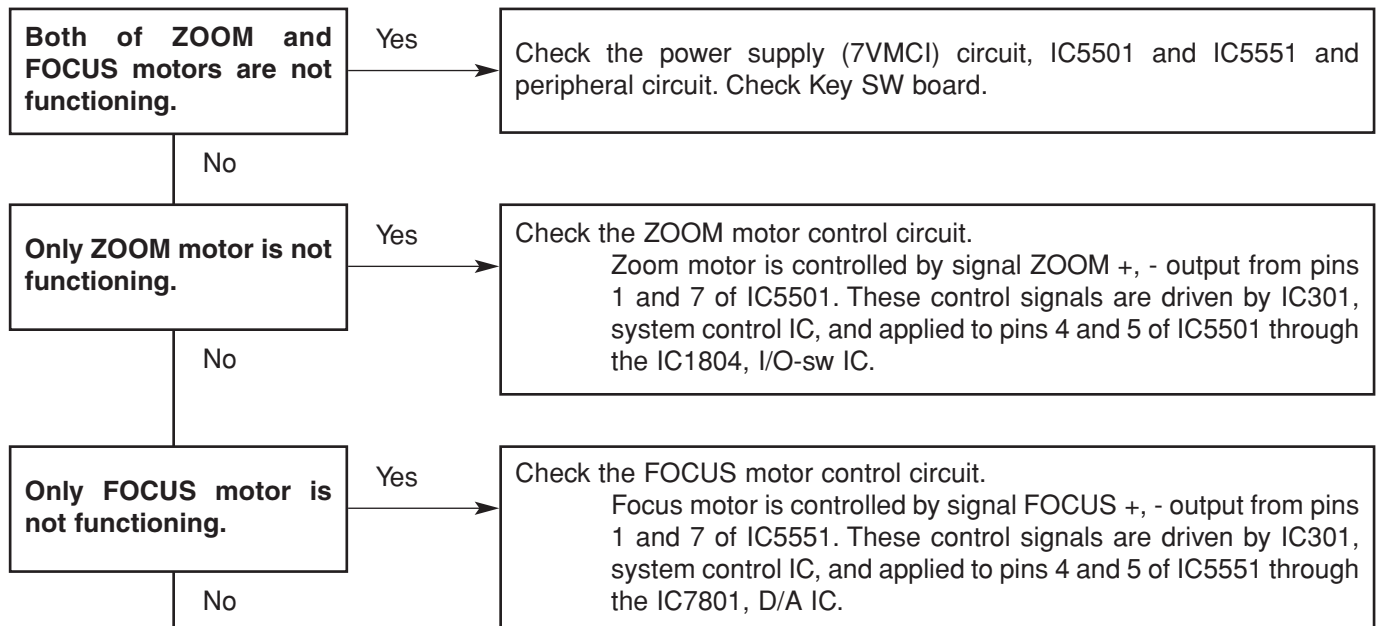 Both of ZOOM and
FOCUS motors are not
functioning.
Yes
Check the power supply (7VMCI) circuit, IC5501 and IC5551 and
peripheral circuit. Check Key SW board.
No
Only ZOOM motor is not
functioning.
Yes
Check the ZOOM motor control circuit.
Zoom motor is controlled by signal ZOOM +, - output from pins
1 and 7 of IC5501. These control signals are driven by IC301,
system control IC, and applied to pins 4 and 5 of IC5501 through
the IC1804, I/O-sw IC.
No
Only FOCUS motor is
not functioning.
Yes
Check the FOCUS motor control circuit.
Focus motor is controlled by signal FOCUS +, - output from pins
1 and 7 of IC5551. These control signals are driven by IC301,
system control IC, and applied to pins 4 and 5 of IC5551 through
the IC7801, D/A IC.
No